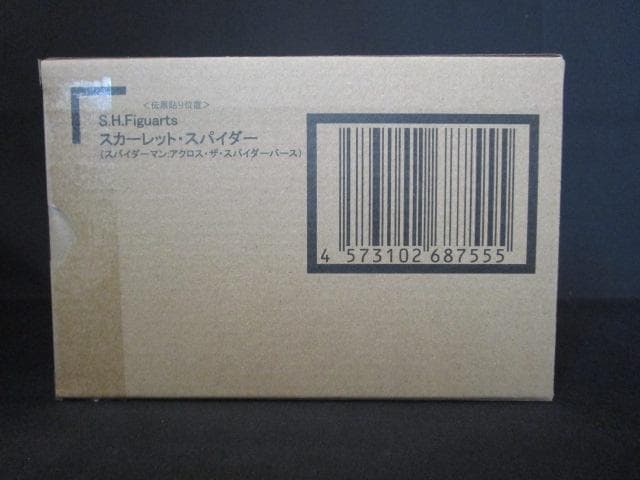 <伝票貼り位置>
S.H.Figuarts
スカーレット・スパイダー
(スパイダーマン:アクロス・ザ・スパイダーバース)
4 573102 687555